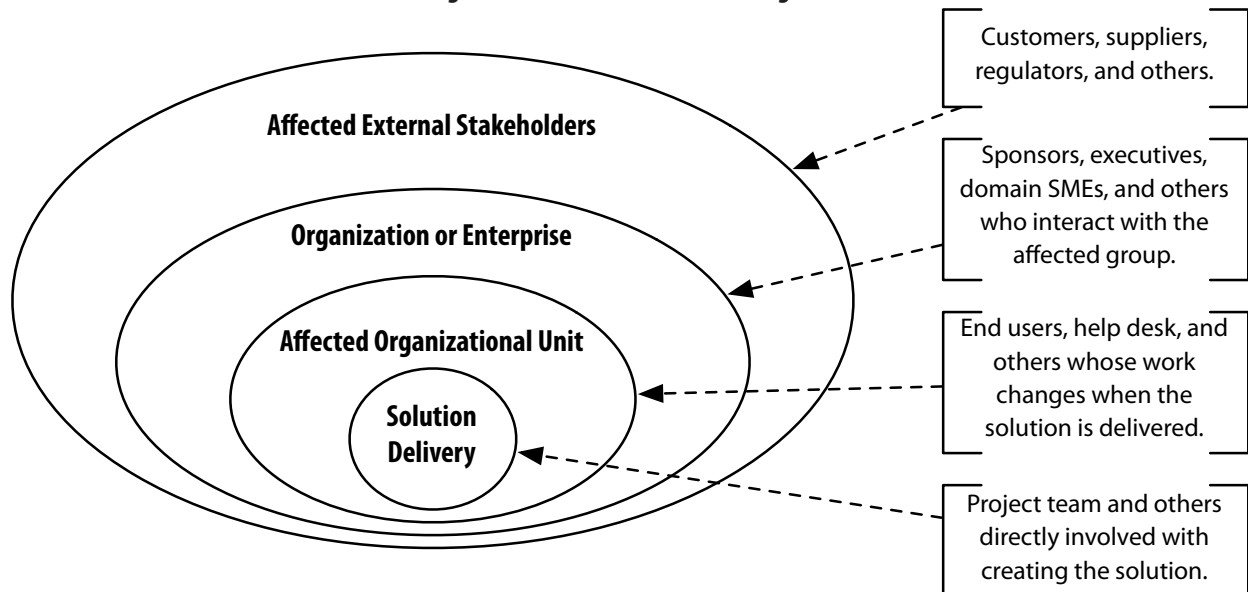 Affected External Stakeholders
Organization or Enterprise
Affected Organizational Unit
Solution
Delivery
Customers, suppliers,
regulators, and others.
Sponsors, executives,
domain SMEs, and others
who interact with the
affected group.
End users, help desk, and
others whose work
changes when the
solution is delivered.
Project team and others
directly involved with
creating the solution.